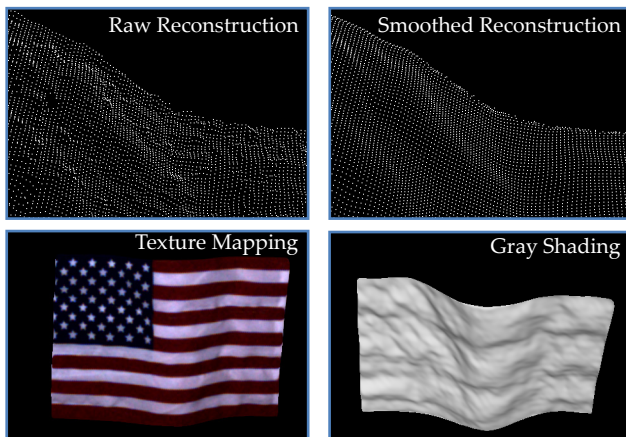 Raw Reconstruction
Smoothed Reconstruction
Texture Mapping
Gray Shading